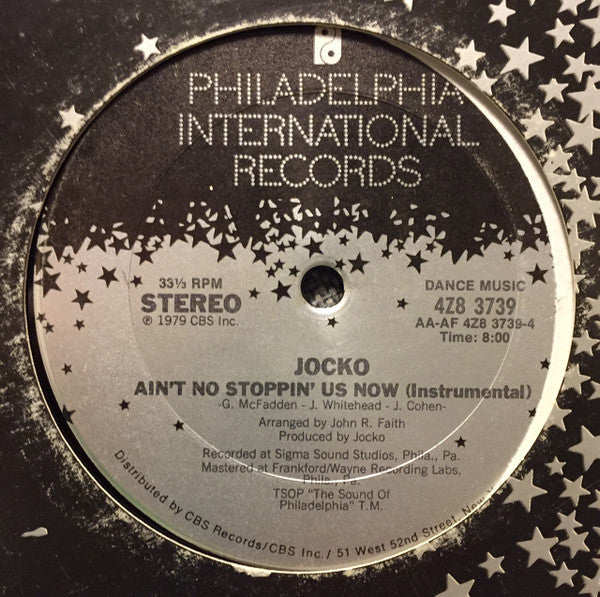 PHILADELPHIA
INTERNATIONAL
RECORDS
33⅓ RPM
STEREO
℗ 1979 CBS Inc.
DANCE MUSIC
4Z8 3739
AA-AF 4Z8 3739-4
Time: 8:00
JOCKO
AIN'T NO STOPPIN' US NOW (Instrumental)
-G. McFadden - J. Whitehead - J. Cohen-
Arranged by John R. Faith
Produced by Jocko
Recorded at Sigma Sound Studios, Phila., Pa.
Mastered at Frankford/Wayne Recording Labs,
Phila., Pa.
TSOP "The Sound Of
Philadelphia" T.M.
Distributed by CBS Records/CBS Inc./ 51 West 52nd Street,